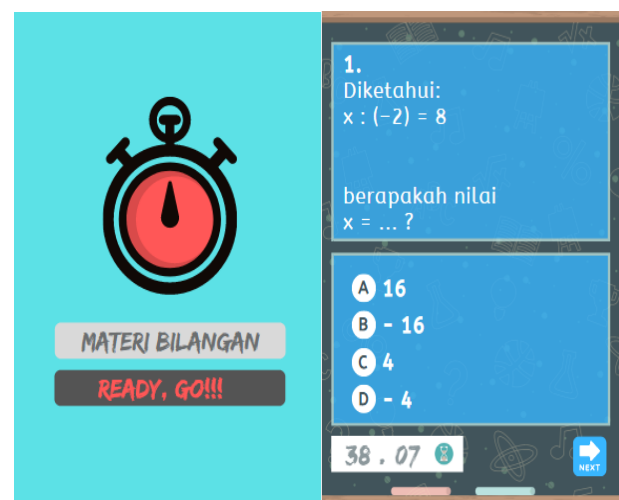 MATERI BILANGAN
READY, GO!!!
1.
Diketahui:
x : (-2) = 8
berapakah nilai
x = ... ?
A 16
B - 16
C 4
D - 4
38 . 07
NEXT